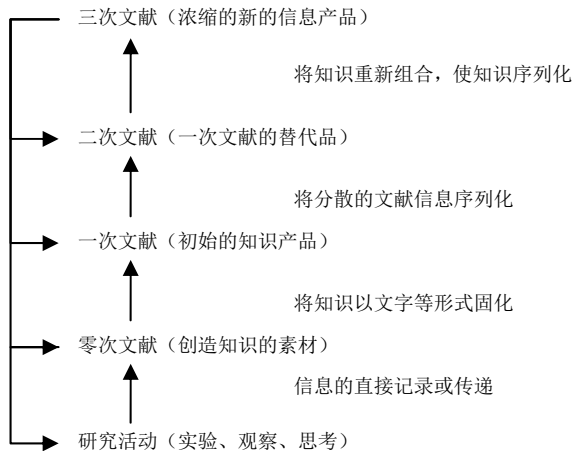 三次文献（浓缩的新的信息产品）
将知识重新组合，使知识序列化
二次文献（一次文献的替代品）
将分散的文献信息序列化
一次文献（初始的知识产品）
将知识以文字等形式固化
零次文献（创造知识的素材）
信息的直接记录或传递
研究活动（实验、观察、思考）